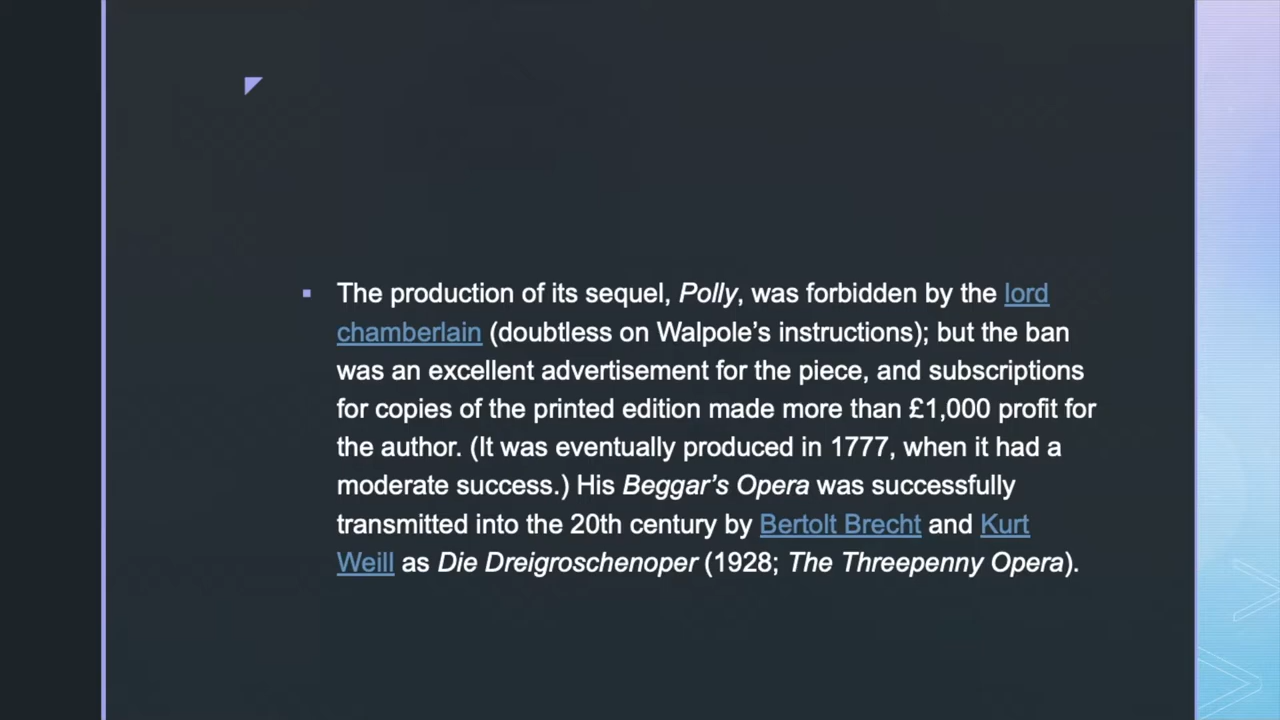 The production of its sequel, Polly, was forbidden by the lord
chamberlain (doubtless on Walpole’s instructions); but the ban
was an excellent advertisement for the piece, and subscriptions
for copies of the printed edition made more than £1,000 profit for
the author. (It was eventually produced in 1777, when it had a
moderate success.) His Beggar’s Opera was successfully
transmitted into the 20th century by Bertolt Brecht and Kurt
Weill as Die Dreigroschenoper (1928; The Threepenny Opera).